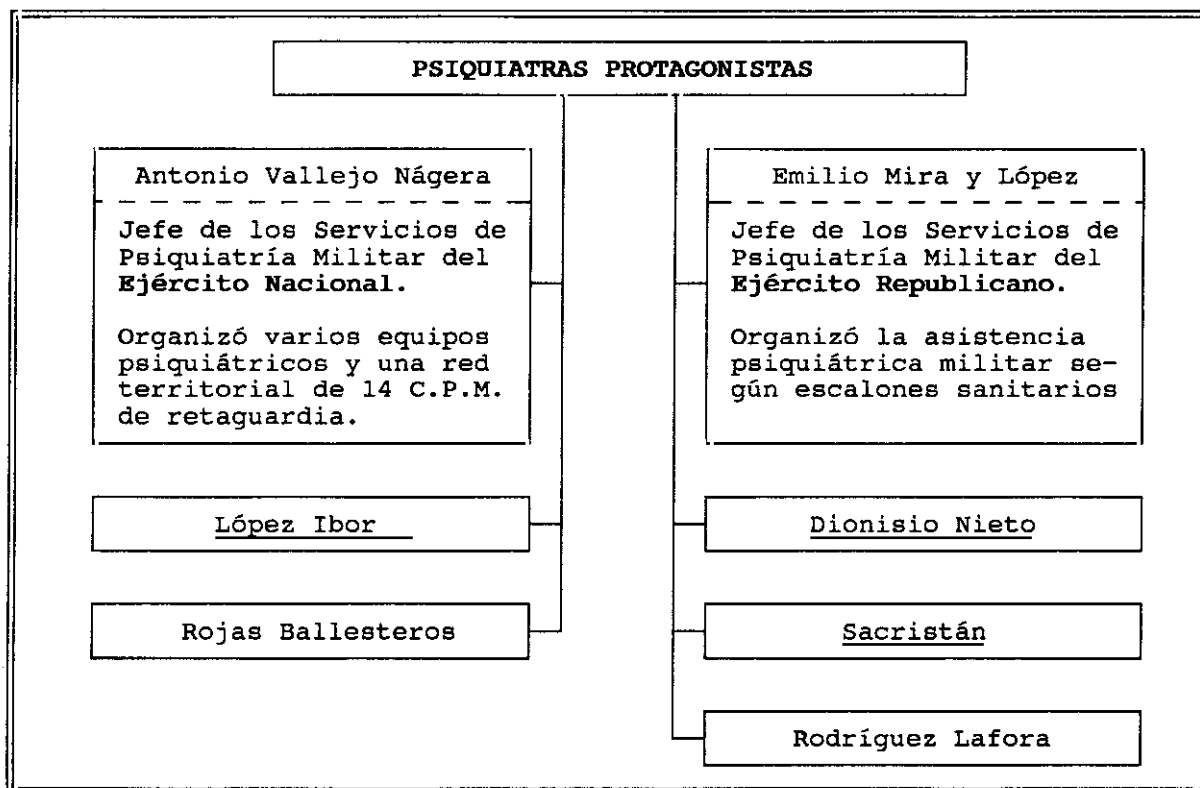 PSIQUIATRAS PROTAGONISTAS
Antonio Vallejo Nágera
Jefe de los Servicios de
Psiquiatría Militar del
Ejército Nacional.
Organizó varios equipos
psiquiátricos y una red
territorial de 14 C.P.M.
de retaguardia.
López Ibor
Rojas Ballesteros
Emilio Mira y López
Jefe de los Servicios de
Psiquiatría Militar del
Ejército Republicano.
Organizó la asistencia
psiquiátrica militar se-
gún escalones sanitarios
Dionisio Nieto
Sacristán
Rodríguez Lafora